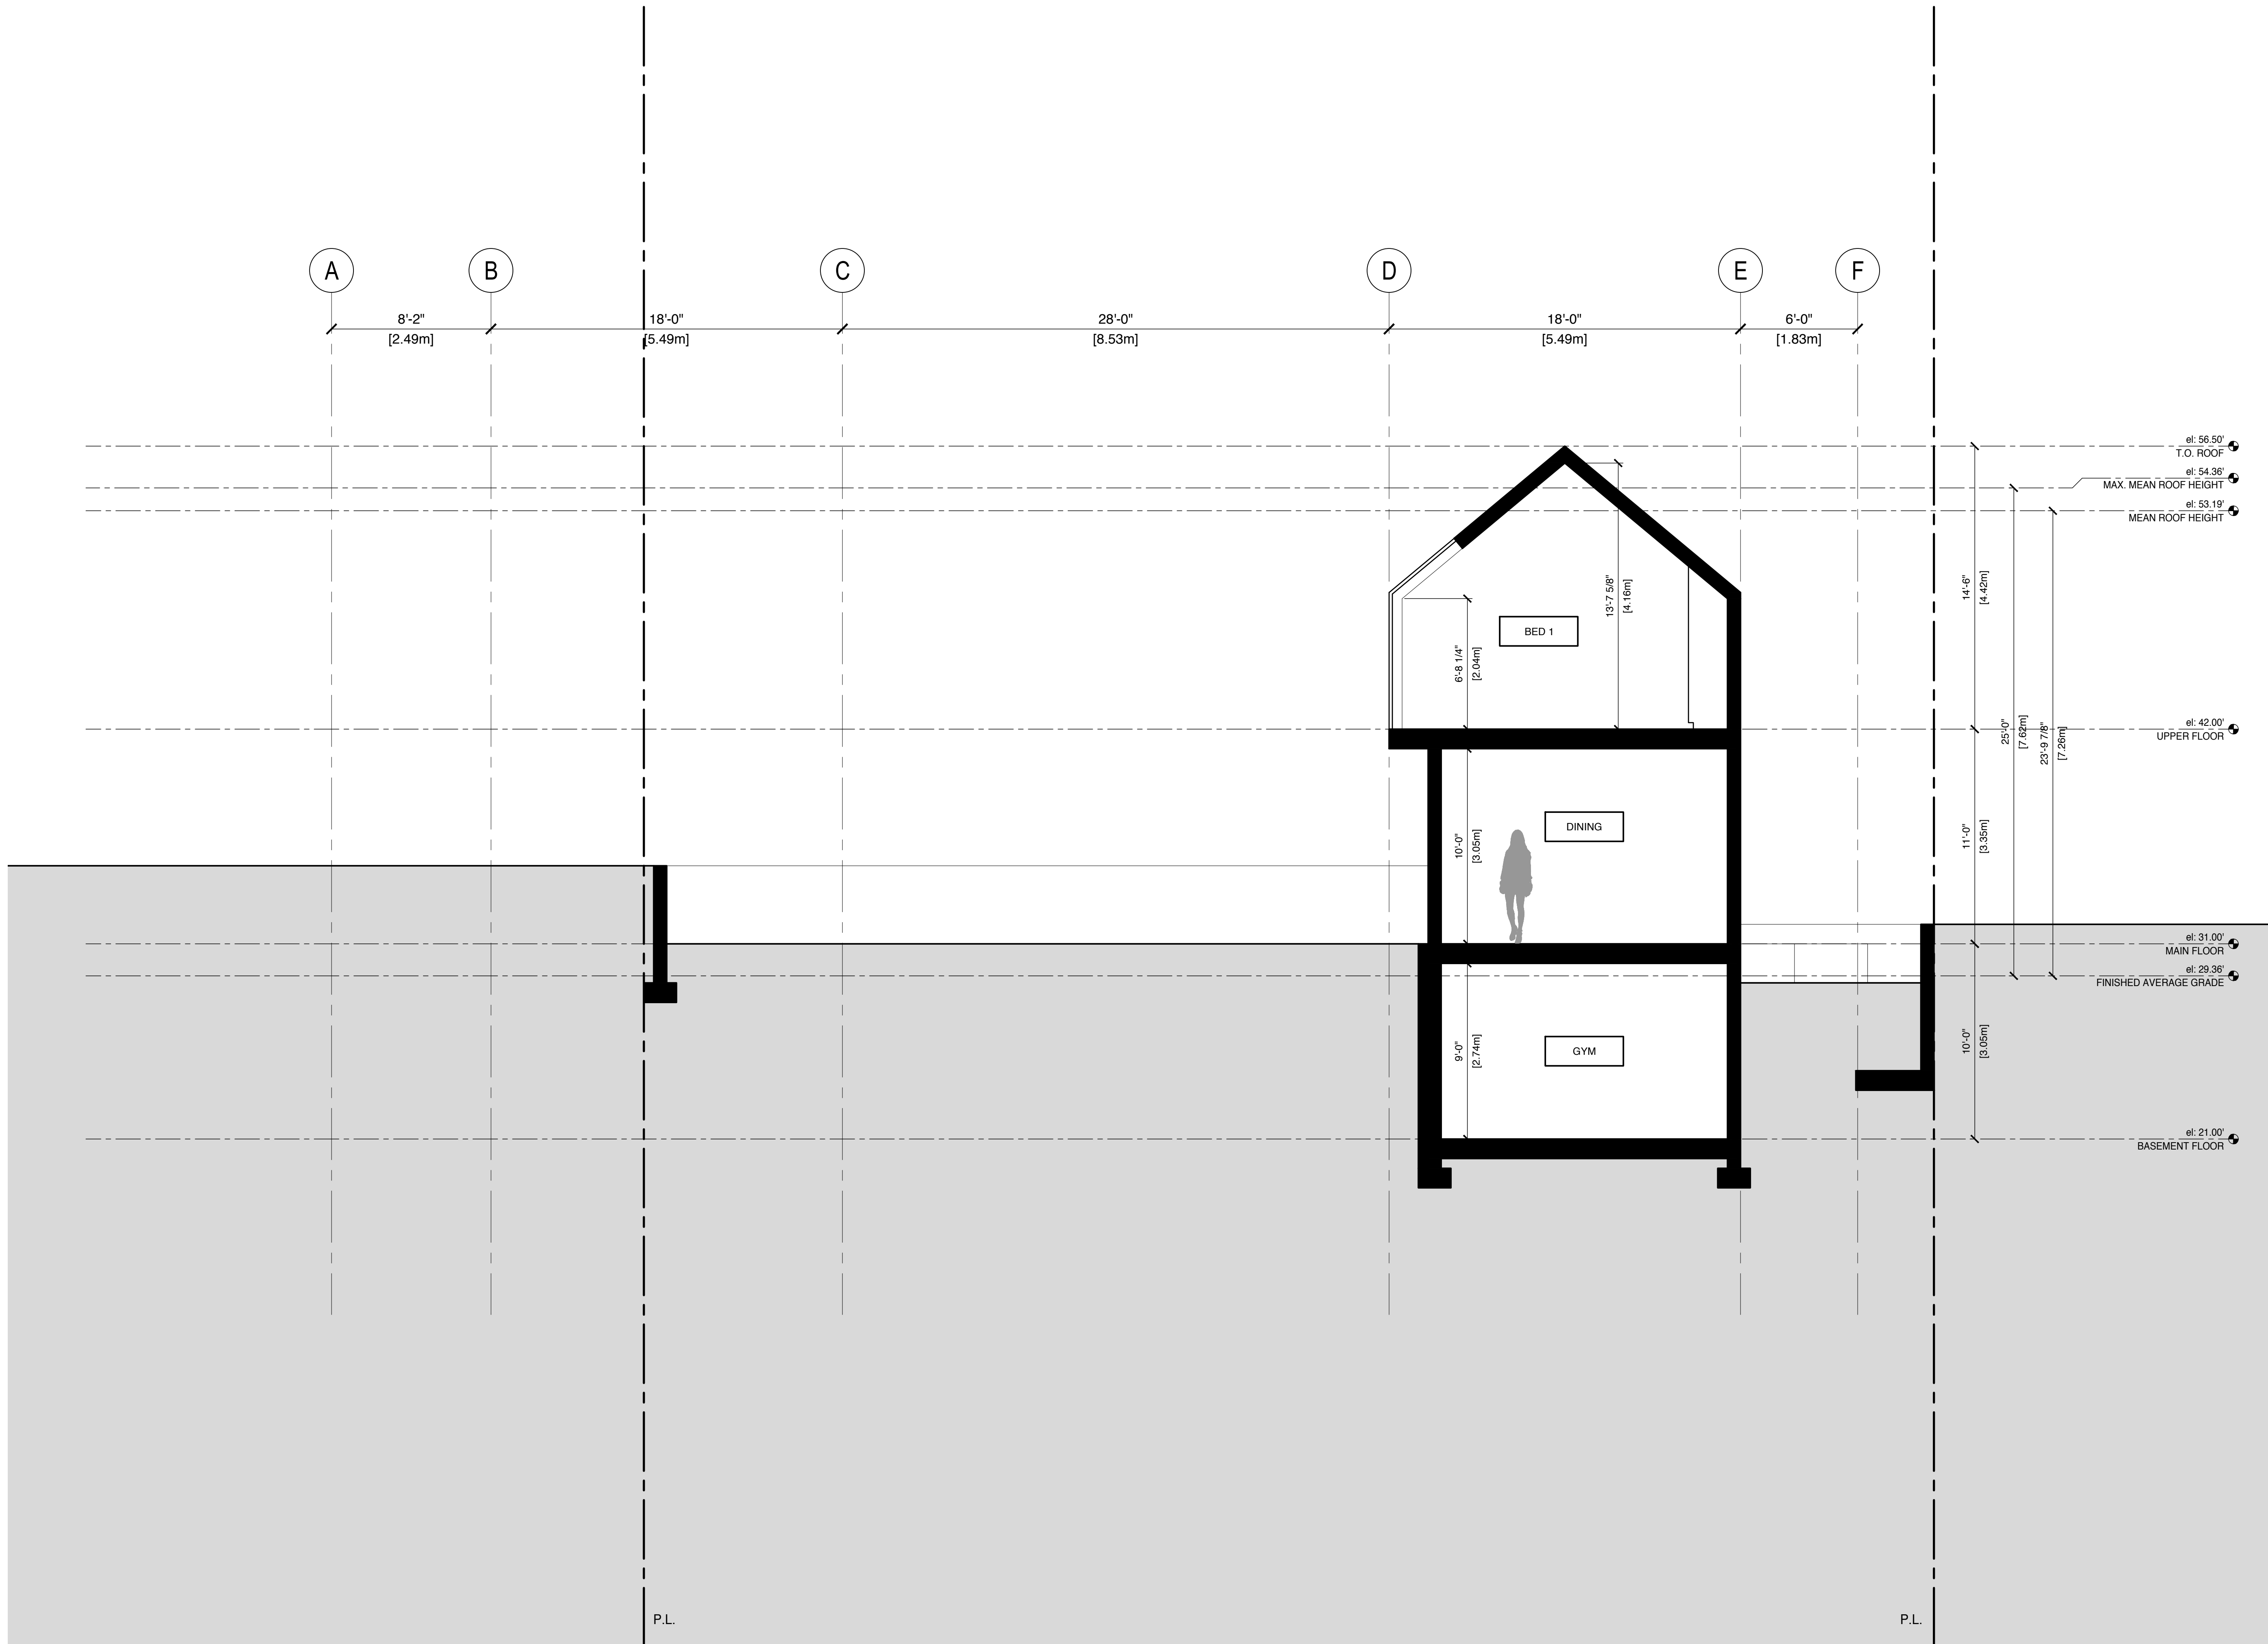 A
B
C
D
E
F
8'-2"
[2.49m]
18'-0"
[5.49m]
28'-0"
[8.53m]
18'-0"
[5.49m]
6'-0"
[1.83m]
el: 56.50'
T.O. ROOF
el: 54.36'
MAX. MEAN ROOF HEIGHT
el: 53.19'
MEAN ROOF HEIGHT
14'-6"
[4.42m]
13'-7 5/8"
[4.16m]
BED 1
6'-8 1/4"
[2.04m]
el: 42.00'
UPPER FLOOR
25'-0"
[7.62m]
23'-9 7/8"
[7.26m]
DINING
10'-0"
[3.05m]
11'-0"
[3.35m]
el: 31.00'
MAIN FLOOR
el: 29.36'
FINISHED AVERAGE GRADE
GYM
9'-0"
[2.74m]
10'-0"
[3.05m]
el: 21.00'
BASEMENT FLOOR
P.L.
P.L.